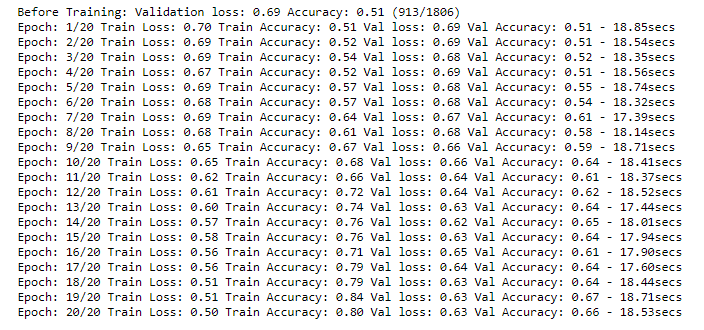 Before Training: Validation loss: 0.69 Accuracy: 0.51 (913/1806)
Epoch: 1/20 Train Loss: 0.70 Train Accuracy: 0.51 Val loss: 0.69 Val Accuracy: 0.51 - 18.85secs
Epoch: 2/20 Train Loss: 0.69 Train Accuracy: 0.52 Val loss: 0.69 Val Accuracy: 0.51 - 18.54secs
Epoch: 3/20 Train Loss: 0.69 Train Accuracy: 0.54 Val loss: 0.68 Val Accuracy: 0.52 - 18.35secs
Epoch: 4/20 Train Loss: 0.67 Train Accuracy: 0.52 Val loss: 0.69 Val Accuracy: 0.51 - 18.56secs
Epoch: 5/20 Train Loss: 0.69 Train Accuracy: 0.57 Val loss: 0.68 Val Accuracy: 0.55 - 18.74secs
Epoch: 6/20 Train Loss: 0.68 Train Accuracy: 0.57 Val loss: 0.68 Val Accuracy: 0.54 - 18.32secs
Epoch: 7/20 Train Loss: 0.69 Train Accuracy: 0.64 Val loss: 0.67 Val Accuracy: 0.61 - 17.39secs
Epoch: 8/20 Train Loss: 0.68 Train Accuracy: 0.61 Val loss: 0.68 Val Accuracy: 0.58 - 18.14secs
Epoch: 9/20 Train Loss: 0.65 Train Accuracy: 0.67 Val loss: 0.66 Val Accuracy: 0.59 - 18.71secs
Epoch: 10/20 Train Loss: 0.65 Train Accuracy: 0.68 Val loss: 0.66 Val Accuracy: 0.64 - 18.41secs
Epoch: 11/20 Train Loss: 0.62 Train Accuracy: 0.66 Val loss: 0.64 Val Accuracy: 0.61 - 18.37secs
Epoch: 12/20 Train Loss: 0.61 Train Accuracy: 0.72 Val loss: 0.64 Val Accuracy: 0.62 - 18.52secs
Epoch: 13/20 Train Loss: 0.60 Train Accuracy: 0.74 Val loss: 0.63 Val Accuracy: 0.64 - 17.44secs
Epoch: 14/20 Train Loss: 0.57 Train Accuracy: 0.76 Val loss: 0.62 Val Accuracy: 0.65 - 18.01secs
Epoch: 15/20 Train Loss: 0.58 Train Accuracy: 0.76 Val loss: 0.63 Val Accuracy: 0.64 - 17.94secs
Epoch: 16/20 Train Loss: 0.56 Train Accuracy: 0.71 Val loss: 0.65 Val Accuracy: 0.61 - 17.90secs
Epoch: 17/20 Train Loss: 0.56 Train Accuracy: 0.79 Val loss: 0.64 Val Accuracy: 0.64 - 17.60secs
Epoch: 18/20 Train Loss: 0.51 Train Accuracy: 0.79 Val loss: 0.63 Val Accuracy: 0.64 - 18.44secs
Epoch: 19/20 Train Loss: 0.51 Train Accuracy: 0.84 Val loss: 0.63 Val Accuracy: 0.67 - 18.71secs
Epoch: 20/20 Train Loss: 0.50 Train Accuracy: 0.80 Val loss: 0.63 Val Accuracy: 0.66 - 18.53secs